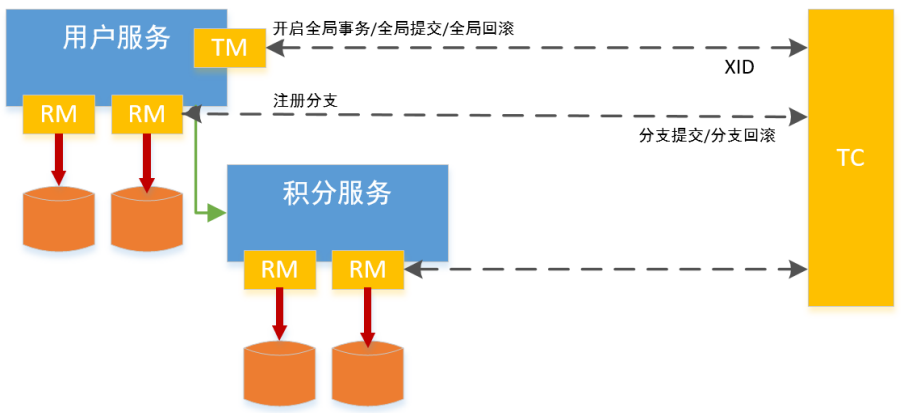 用户服务
TM
开启全局事务/全局提交/全局回滚
XID
RM
RM
注册分支
分支提交/分支回滚
TC
积分服务
RM
RM